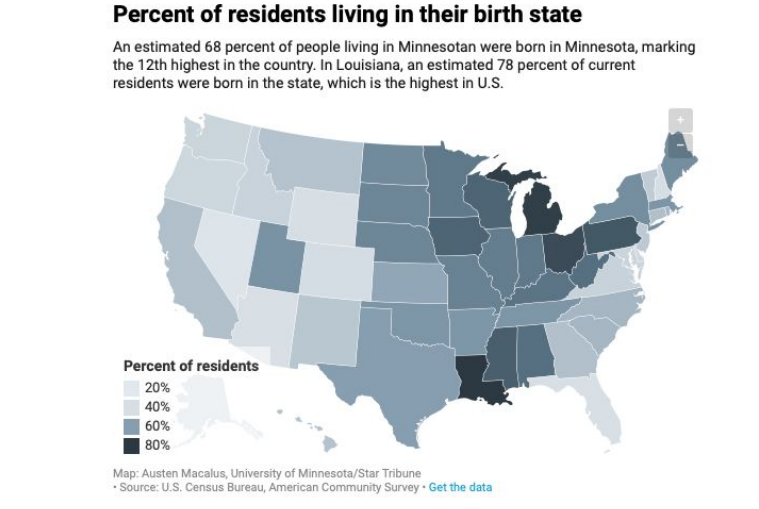 Percent of residents living in their birth state
An estimated 68 percent of people living in Minnesotan were born in Minnesota, marking
the 12th highest in the country. In Louisiana, an estimated 78 percent of current
residents were born in the state, which is the highest in U.S.
+
−
Percent of residents
20%
40%
60%
80%
Map: Austen Macalus, University of Minnesota/Star Tribune
• Source: U.S. Census Bureau, American Community Survey • Get the data